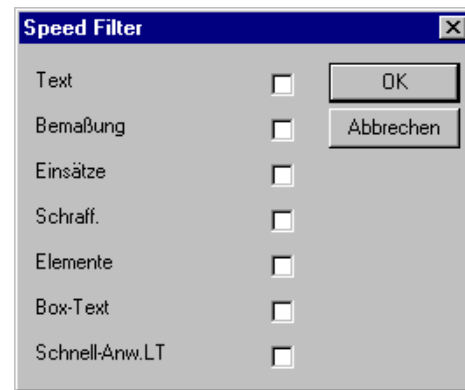 Speed Filter
Text
OK
Bemaßung
Abbrechen
Einsätze
Schraff.
Elemente
Box-Text
Schnell-Anw.LT